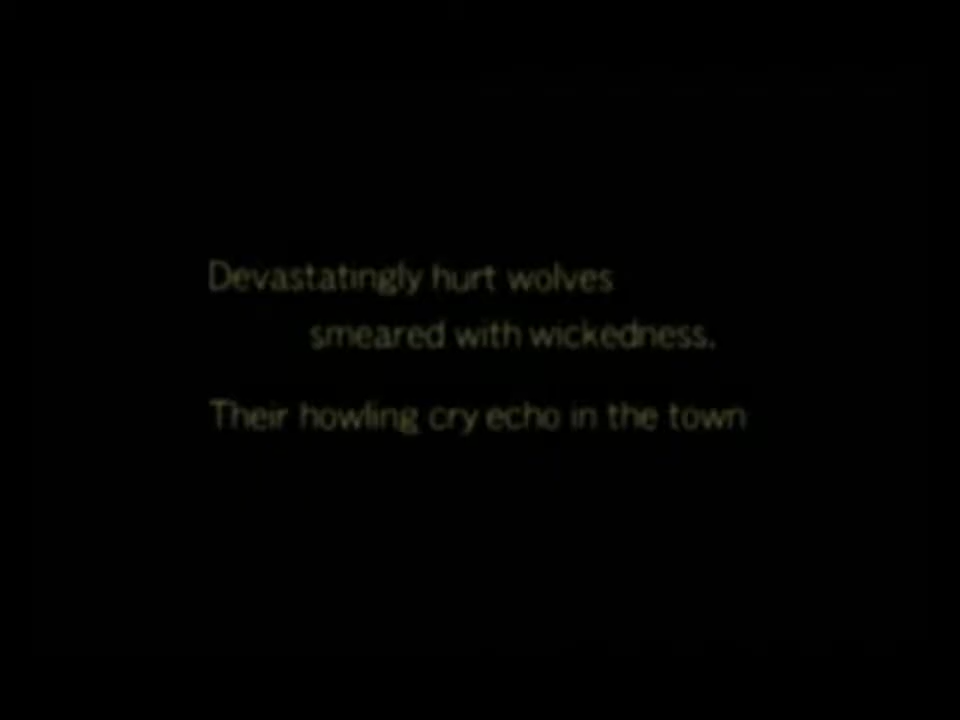 Devastatingly hurt wolves
smeared with wickedness.
Their howling cry echo in the town